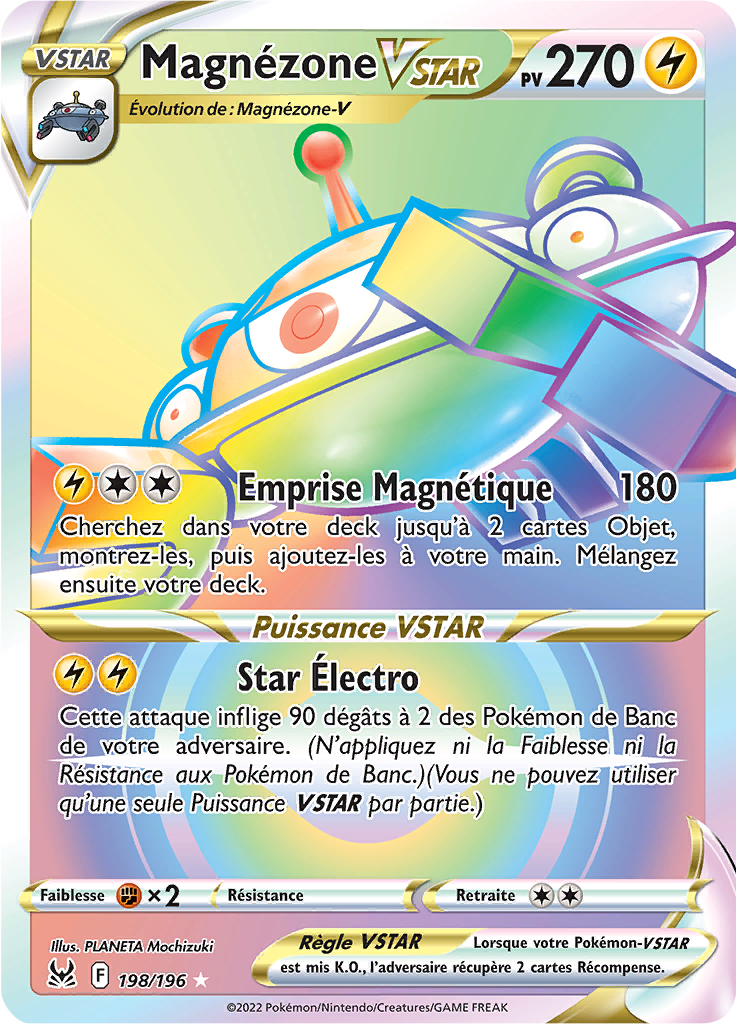 VSTAR
Magnézone VSTAR PV 270
Évolution de : Magnézone-V
Emprise Magnétique 180
Cherchez dans votre deck jusqu'à 2 cartes Objet,
montrez-les, puis ajoutez-les à votre main. Mélangez
ensuite votre deck.
Puissance VSTAR
Star Électro
Cette attaque inflige 90 dégâts à 2 des Pokémon de Banc
de votre adversaire. (N'appliquez ni la Faiblesse ni la
Résistance aux Pokémon de Banc.)(Vous ne pouvez utiliser
qu'une seule Puissance VSTAR par partie.)
Faiblesse ×2 Résistance Retraite
Illus. PLANETA Mochizuki
F 198/196
Règle VSTAR Lorsque votre Pokémon-VSTAR
est mis K.O., l'adversaire récupère 2 cartes Récompense.
©2022 Pokémon/Nintendo/Creatures/GAME FREAK